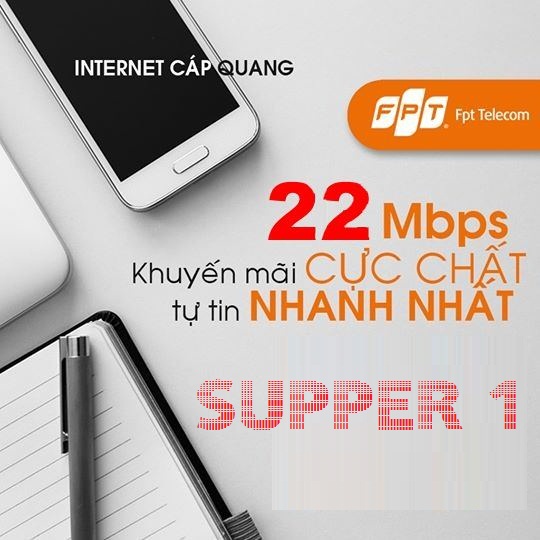 INTERNET CÁP QUANG
FPT Fpt Telecom
22 Mbps
Khuyến mãi CỰC CHẤT
tự tin NHANH NHẤT
SUPPER 1